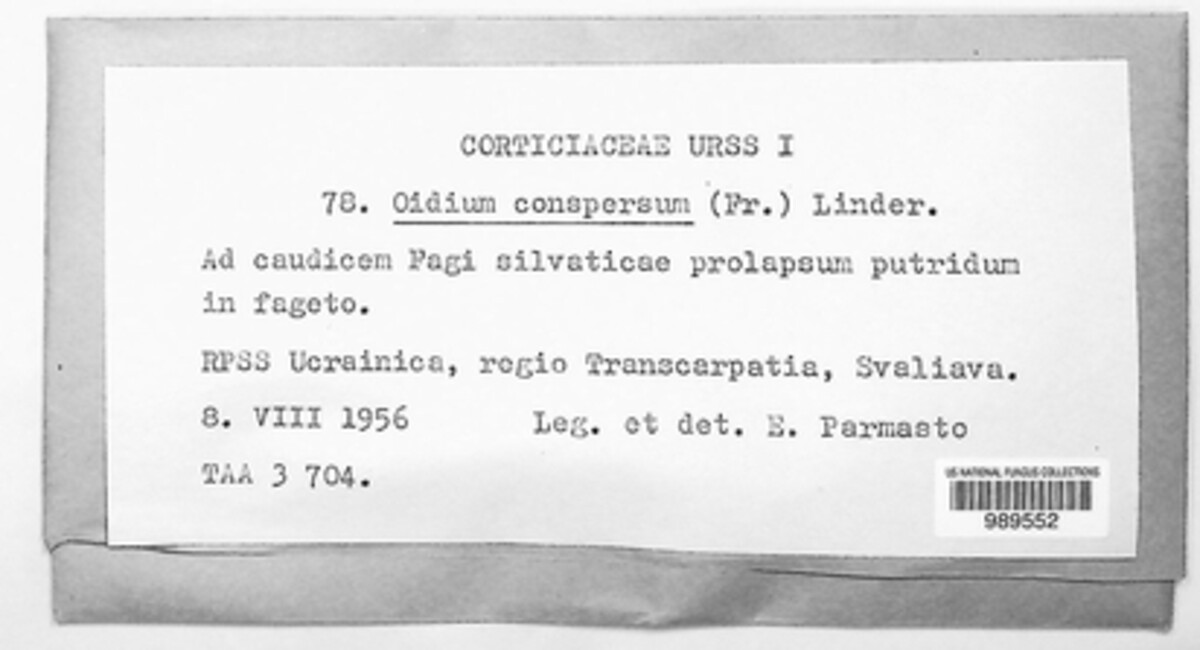 CORTICIACEAE URSS I
78. Oidium conspersum (Fr.) Linder.
Ad caudicem Fagi silvaticae prolapsum putridum
in fageto.
RPSS Ucrainica, regio Transcarpatia, Svaliava.
8. VIII 1956 Leg. et det. E. Parmasto
TAA 3 704.
US NATIONAL FUNGUS COLLECTIONS
989552